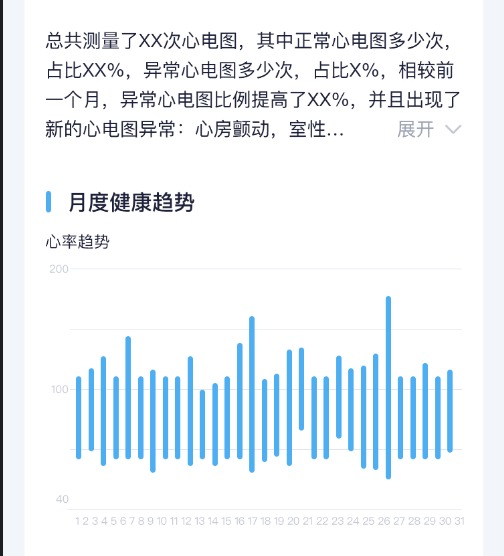 总共测量了XX次心电图，其中正常心电图多少次，
占比XX%，异常心电图多少次，占比X%，相较前
一个月，异常心电图比例提高了XX%，并且出现了
新的心电图异常：心房颤动，室性... 展开
月度健康趋势
心率趋势
200
100
40
1 2 3 4 5 6 7 8 9 10 11 12 13 14 15 16 17 18 19 20 21 22 23 24 25 26 27 28 29 30 31